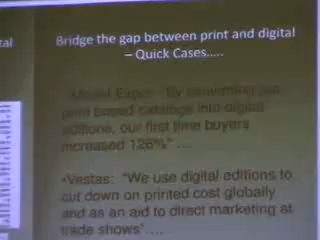 tal
Bridge the gap between print and digital
– Quick Cases.....
Model Expo: "By converting our
print based catalogs into digital
editions, our first time buyers
increased 126%" ...
•Vestas: "We use digital editions to
cut down on printed cost globally
and as an aid to direct marketing at
trade shows"....